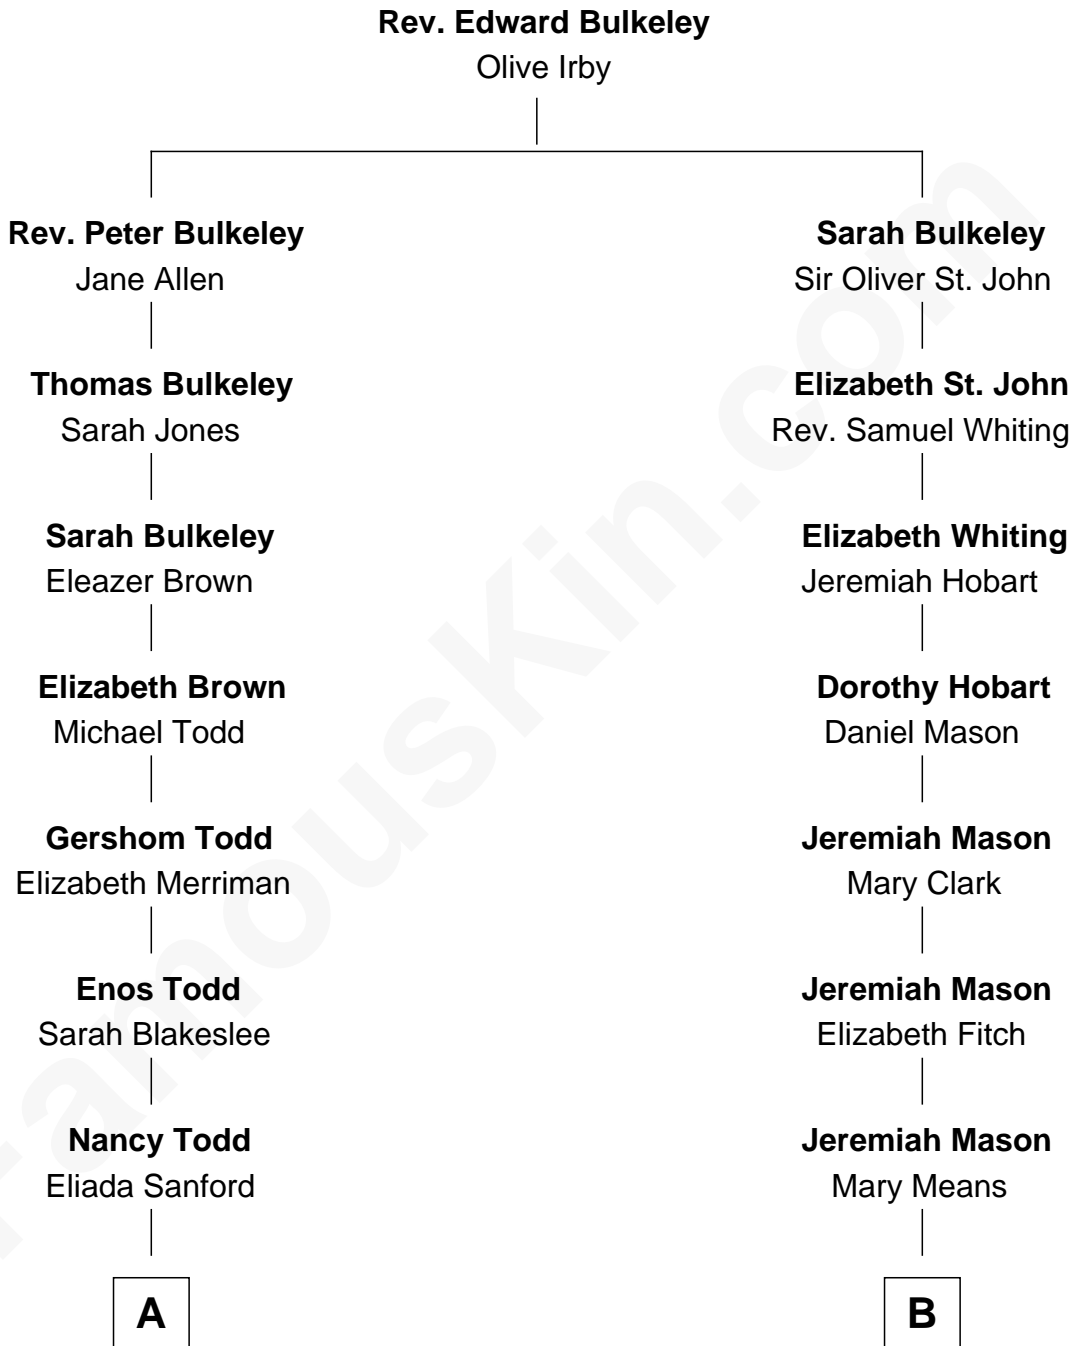 Rev. Edward Bulkeley
Olive Irby
Rev. Peter Bulkeley
Jane Allen
Sarah Bulkeley
Sir Oliver St. John
Thomas Bulkeley
Sarah Jones
Elizabeth St. John
Rev. Samuel Whiting
Sarah Bulkeley
Eleazer Brown
Elizabeth Whiting
Jeremiah Hobart
Elizabeth Brown
Michael Todd
Dorothy Hobart
Daniel Mason
Gershom Todd
Elizabeth Merriman
Jeremiah Mason
Mary Clark
Enos Todd
Sarah Blakeslee
Jeremiah Mason
Elizabeth Fitch
Nancy Todd
Eliada Sanford
Jeremiah Mason
Mary Means
A
B
FamousKin.com